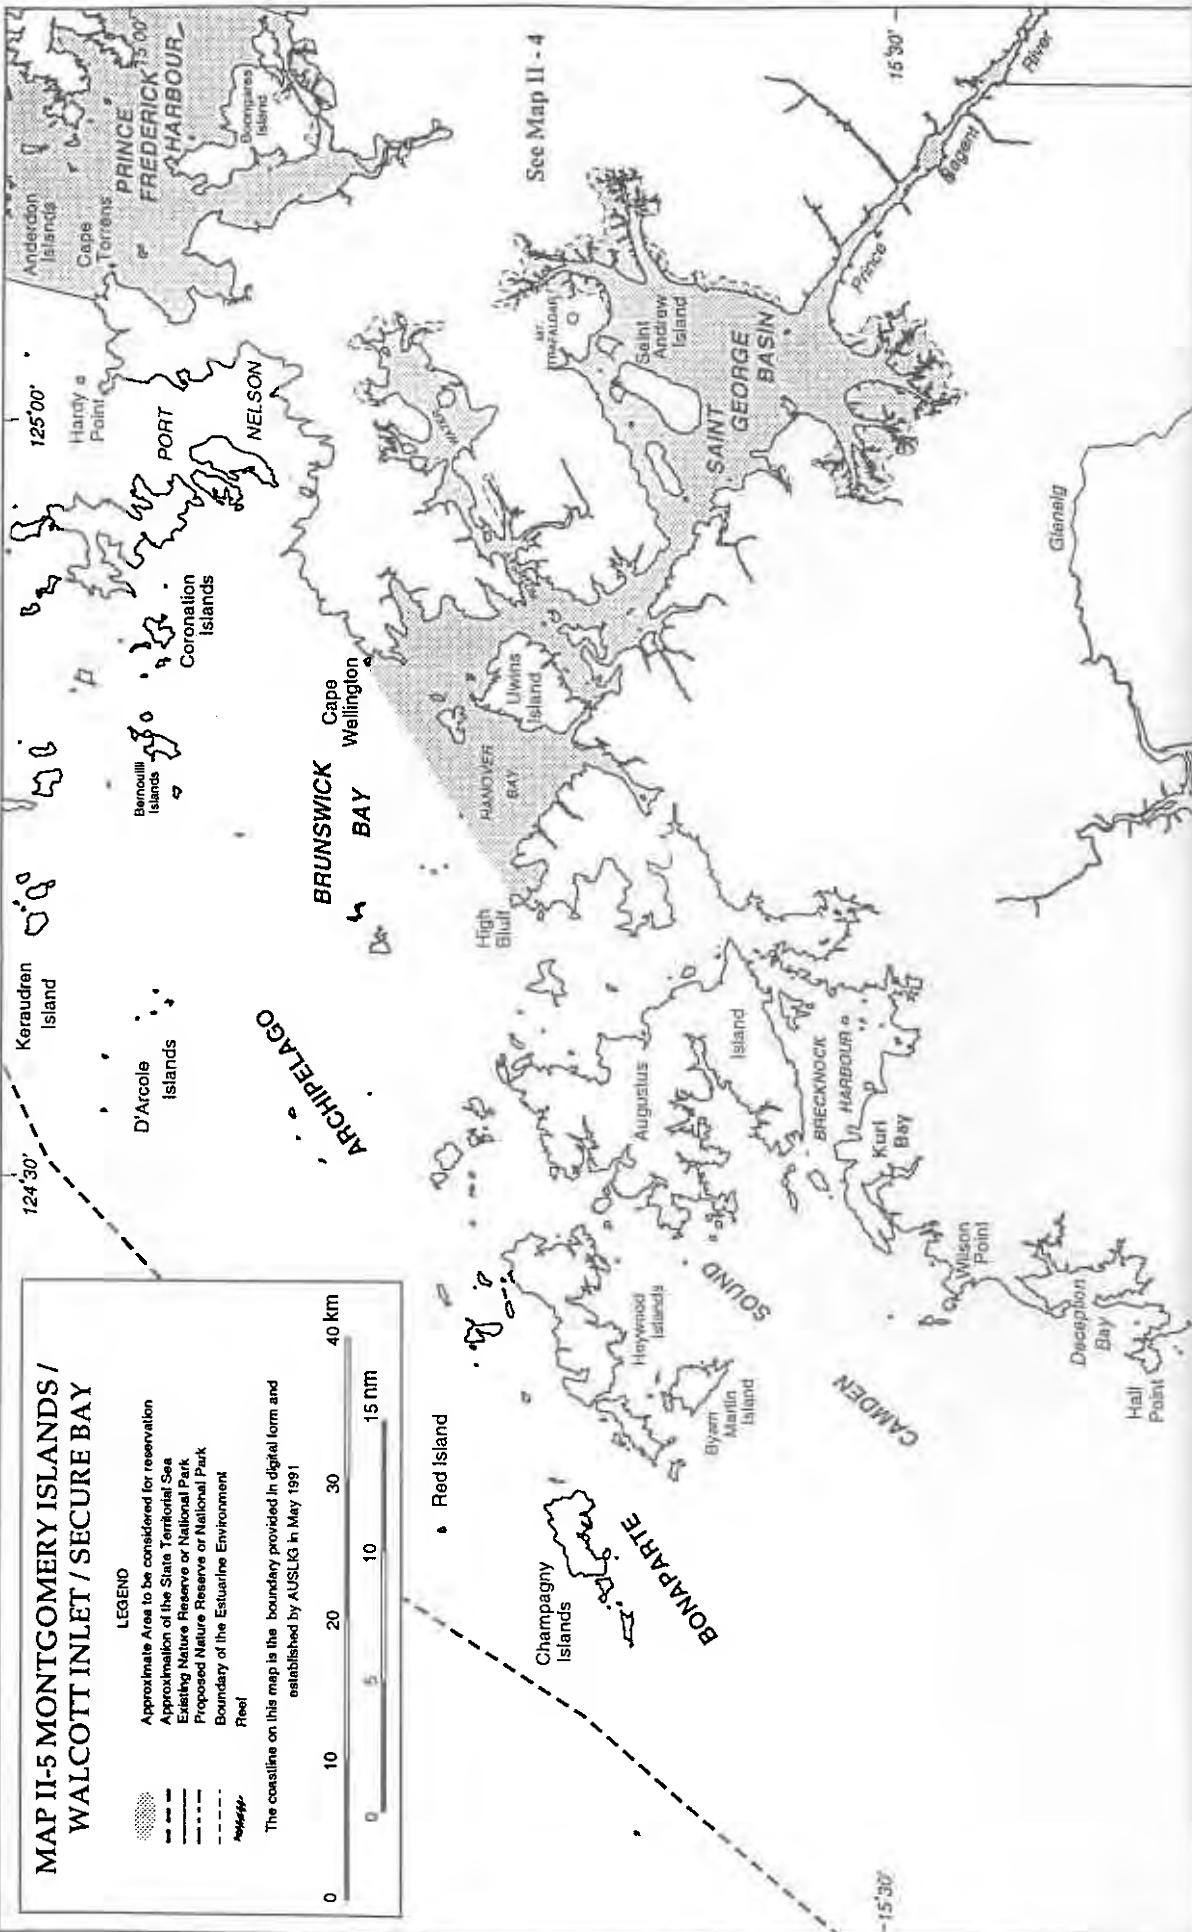 MAP II-5 MONTGOMERY ISLANDS /
WALCOTT INLET / SECURE BAY
LEGEND
Approximate Area to be considered for reservation
Approximation of the State Territorial Sea
Existing Nature Reserve or National Park
Proposed Nature Reserve or National Park
Boundary of the Estuarine Environment
Reef
The coastline on this map is the boundary provided in digital form and
established by AUSLIG in May 1991
0 10 20 30 40 km
0 5 10 15 nm
124°30'
125°00'
Keraudren
Island
D'Arcole
Islands
ARCHIPELAGO
Bernouilli
Islands
Coronation
Islands
Hardy
Point
PORT
NELSON
Anderdon
Islands
Cape
Torrens
PRINCE
FREDERICK
HARBOUR
15°00'
Boongaree
Island
BRUNSWICK
BAY
Cape
Wellington
HANOVER
BAY
Uwins
Island
High
Bluff
See Map II - 4
MT.
TRAFALGAR
Saint
Andrew
Island
SAINT
GEORGE
BASIN
Prince
Regent
River
15°30'
Glenelg
Red Island
Champagny
Islands
BONAPARTE
Heywood
Islands
Byam
Martin
Island
Augustus
Island
CAMDEN
SOUND
BRECKNOCK
HARBOUR
Kuri
Bay
Wilson
Point
Deception
Bay
Hall
Point
15°30'